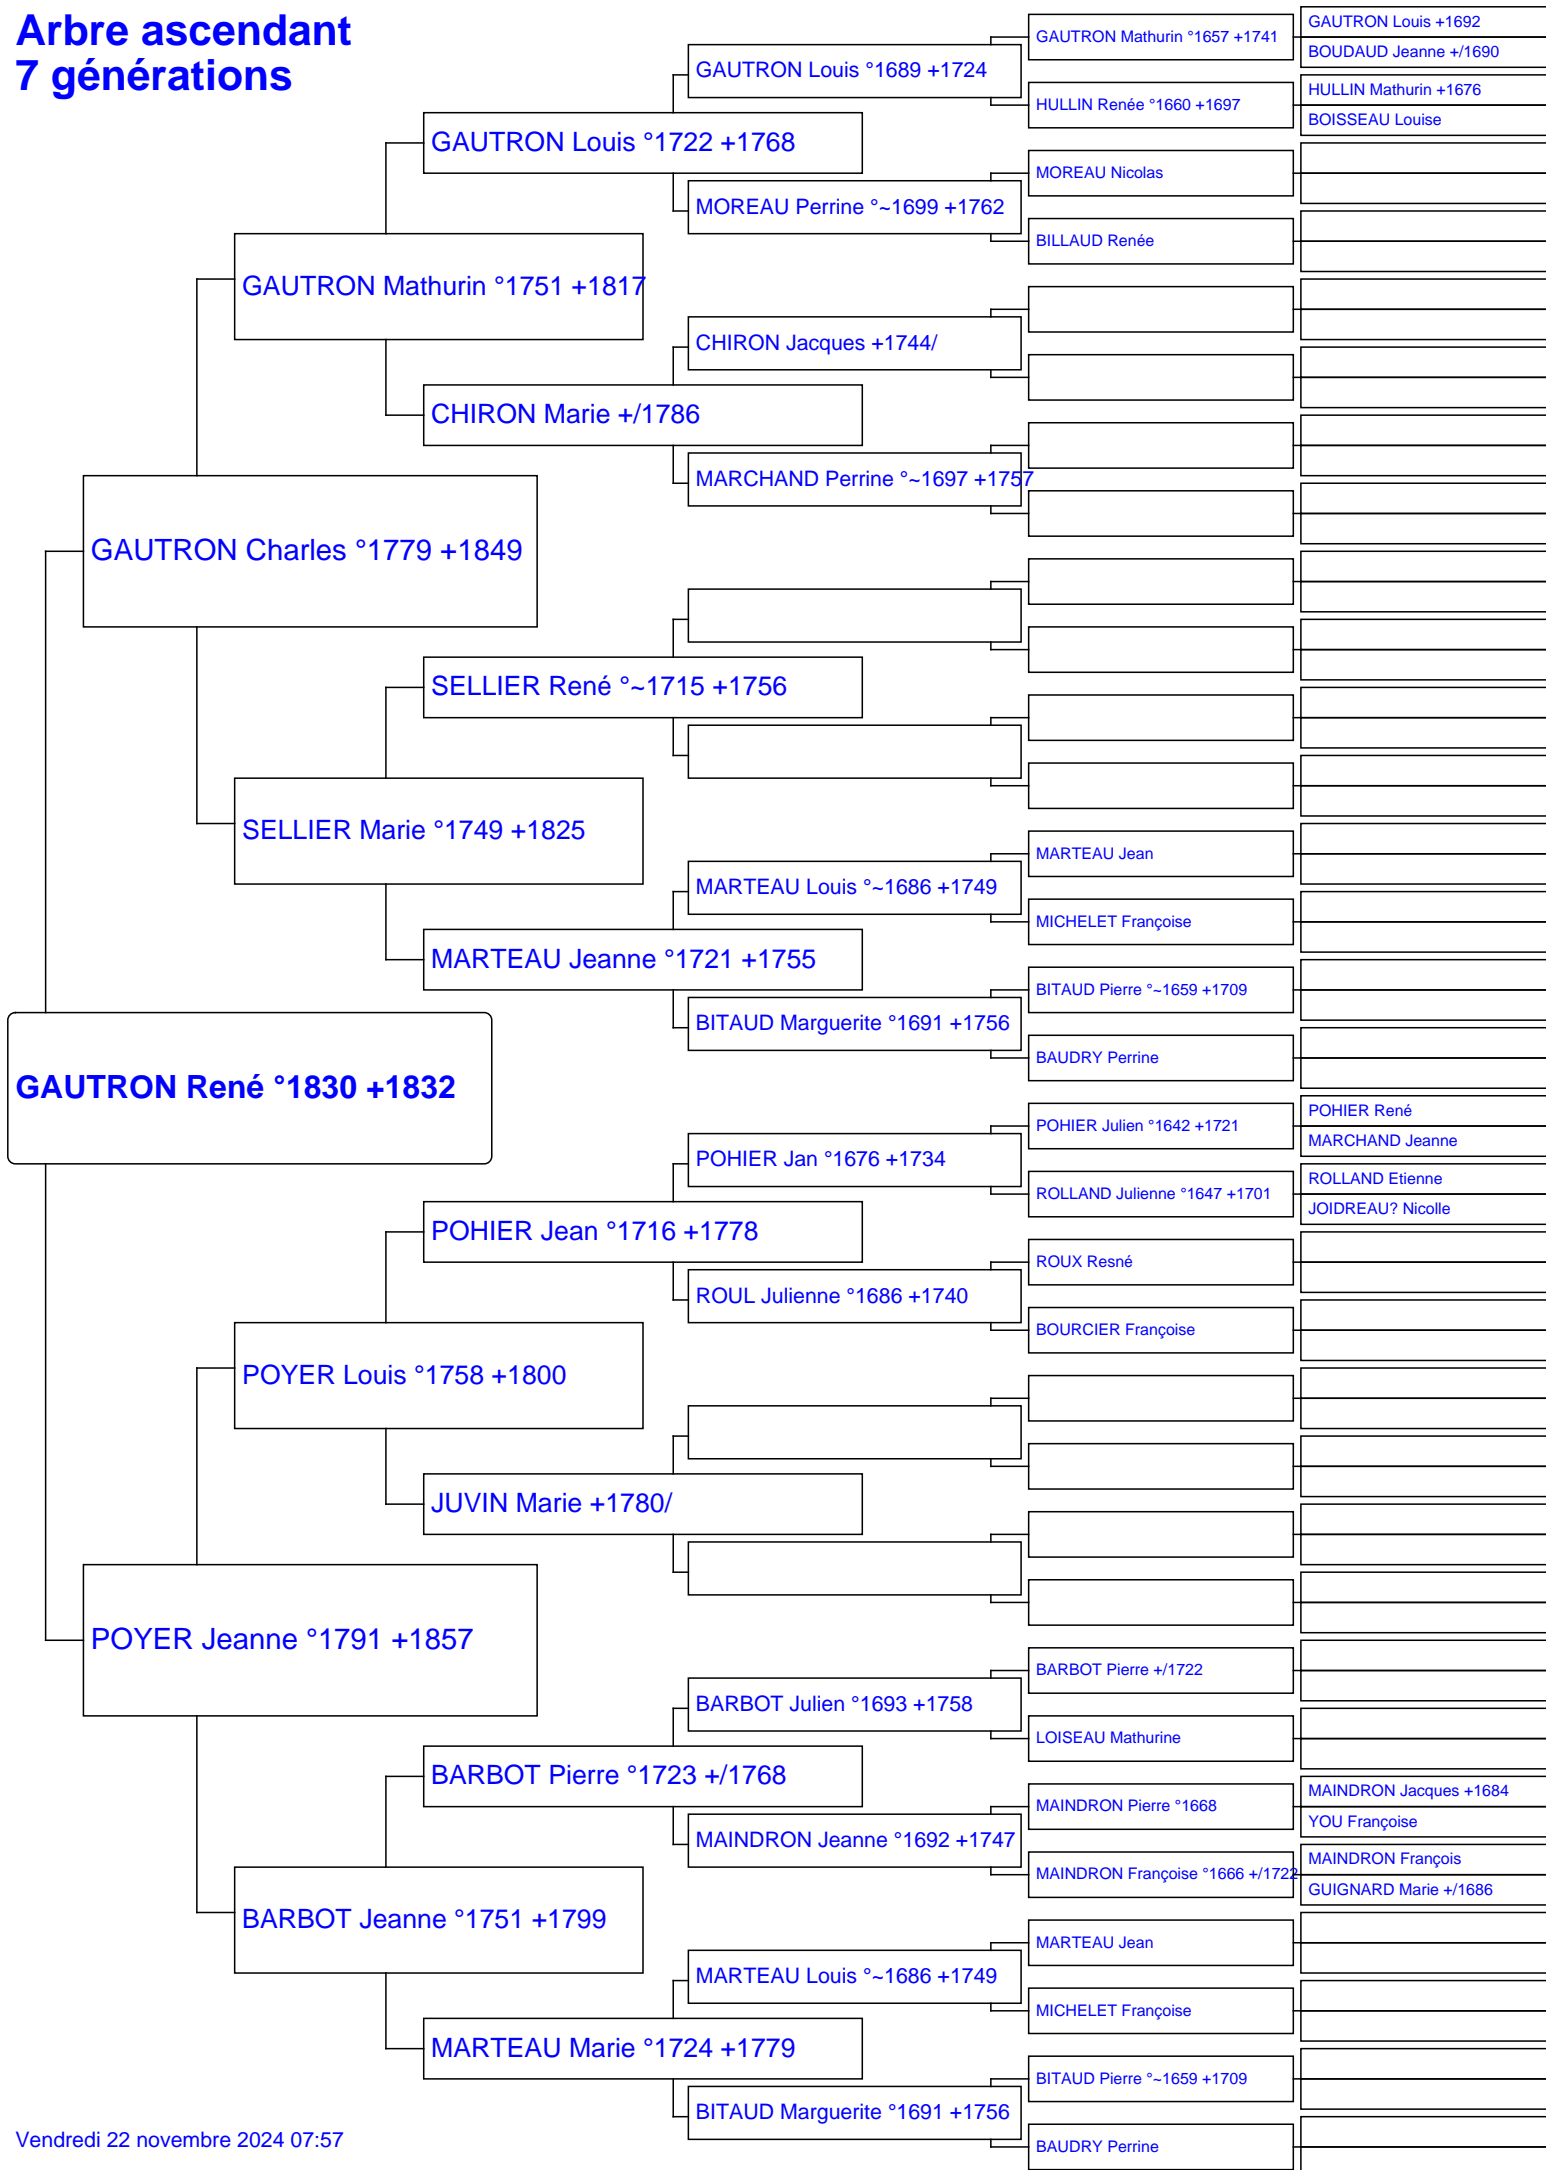 Arbre ascendant
7 générations
GAUTRON René °1830 +1832
GAUTRON Charles °1779 +1849
POYER Jeanne °1791 +1857
GAUTRON Mathurin °1751 +1817
SELLIER Marie °1749 +1825
POYER Louis °1758 +1800
BARBOT Jeanne °1751 +1799
GAUTRON Louis °1722 +1768
CHIRON Marie +/1786
SELLIER René °~1715 +1756
MARTEAU Jeanne °1721 +1755
POHIER Jean °1716 +1778
JUVIN Marie +1780/
BARBOT Pierre °1723 +/1768
MARTEAU Marie °1724 +1779
GAUTRON Louis °1689 +1724
MOREAU Perrine °~1699 +1762
CHIRON Jacques +1744/
MARCHAND Perrine °~1697 +1757
MARTEAU Louis °~1686 +1749
BITAUD Marguerite °1691 +1756
POHIER Jan °1676 +1734
ROUL Julienne °1686 +1740
BARBOT Julien °1693 +1758
MAINDRON Jeanne °1692 +1747
MARTEAU Louis °~1686 +1749
BITAUD Marguerite °1691 +1756
GAUTRON Mathurin °1657 +1741
HULLIN Renée °1660 +1697
MOREAU Nicolas
BILLAUD Renée
MARTEAU Jean
MICHELET Françoise
BITAUD Pierre °~1659 +1709
BAUDRY Perrine
POHIER Julien °1642 +1721
ROLLAND Julienne °1647 +1701
ROUX Resné
BOURCIER Françoise
BARBOT Pierre +/1722
LOISEAU Mathurine
MAINDRON Pierre °1668
MAINDRON Françoise °1666 +/1722
MARTEAU Jean
MICHELET Françoise
BITAUD Pierre °~1659 +1709
BAUDRY Perrine
GAUTRON Louis +1692
BOUDAUD Jeanne +/1690
HULLIN Mathurin +1676
BOISSEAU Louise
POHIER René
MARCHAND Jeanne
ROLLAND Etienne
JOIDREAU? Nicolle
MAINDRON Jacques +1684
YOU Françoise
MAINDRON François
GUIGNARD Marie +/1686
Vendredi 22 novembre 2024 07:57